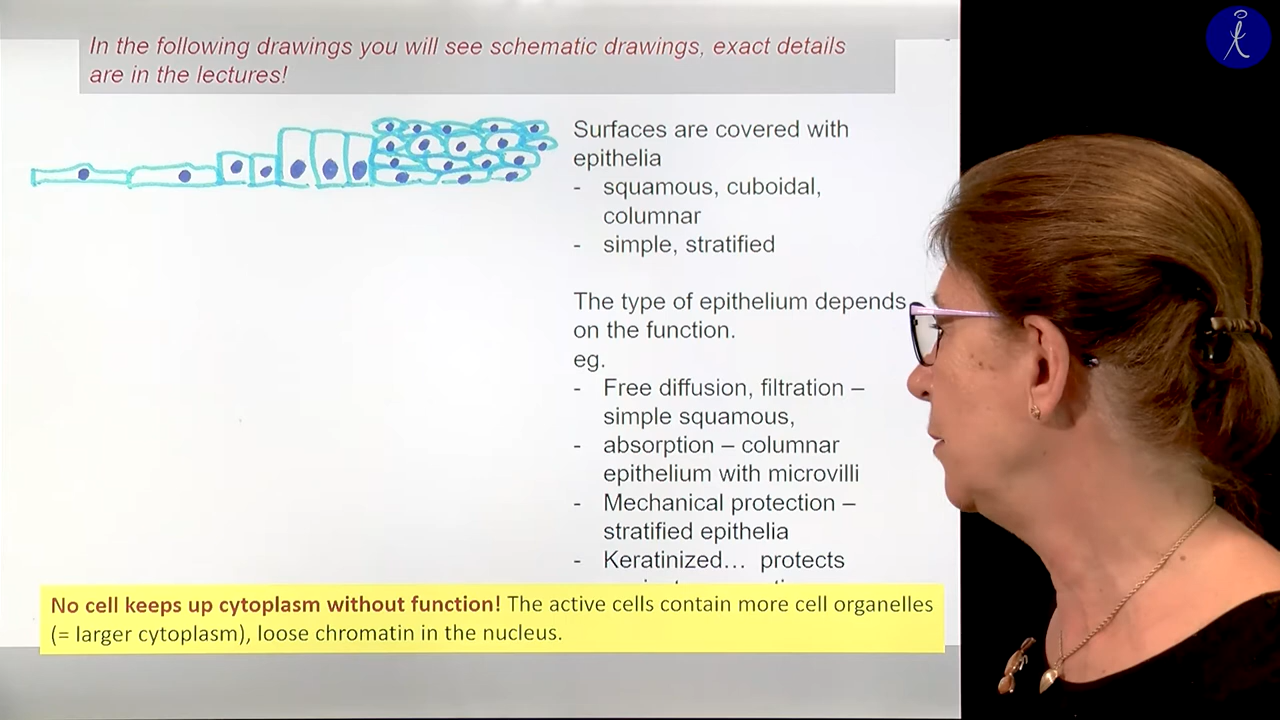 In the following drawings you will see schematic drawings, exact details
are in the lectures!
Surfaces are covered with
epithelia
- squamous, cuboidal,
columnar
- simple, stratified
The type of epithelium depends
on the function.
eg.
- Free diffusion, filtration –
simple squamous,
- absorption – columnar
epithelium with microvilli
- Mechanical protection –
stratified epithelia
- Keratinized... protects
No cell keeps up cytoplasm without function! The active cells contain more cell organelles
(= larger cytoplasm), loose chromatin in the nucleus.